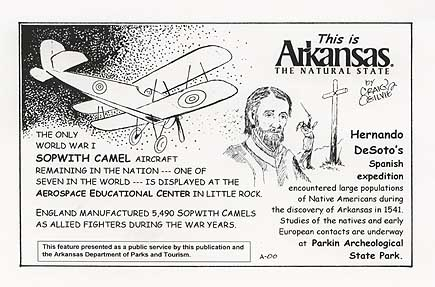 This is
Arkansas.
THE NATURAL STATE
BY CRAIG OGILVIE
THE ONLY
WORLD WAR I
SOPWITH CAMEL AIRCRAFT
REMAINING IN THE NATION --- ONE OF
SEVEN IN THE WORLD --- IS DISPLAYED AT THE
AEROSPACE EDUCATIONAL CENTER IN LITTLE ROCK.
ENGLAND MANUFACTURED 5,490 SOPWITH CAMELS
AS ALLIED FIGHTERS DURING THE WAR YEARS.
This feature presented as a public service by this publication and
the Arkansas Department of Parks and Tourism.
Hernando
DeSoto's
Spanish
expedition
encountered large populations
of Native Americans during
the discovery of Arkansas in 1541.
Studies of the natives and early
European contacts are underway
at Parkin Archeological
State Park.
A-06